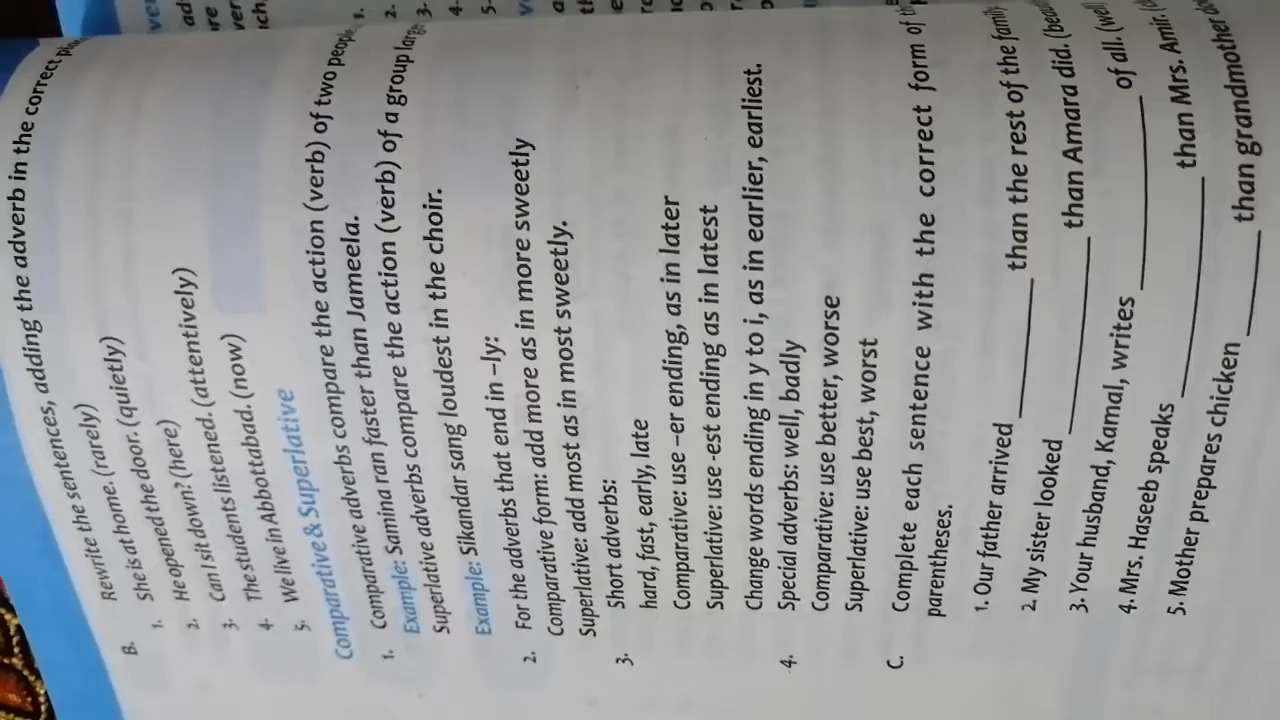 B. Rewrite the sentences, adding the adverb in the correct
1. She is at home. (rarely)
2. He opened the door. (quietly)
3. Can I sit down? (here)
4. The students listened. (attentively)
5. We live in Abbottabad. (now)
Comparative & Superlative
1. Comparative adverbs compare the action (verb) of two people
Example: Samina ran faster than Jameela.
Superlative adverbs compare the action (verb) of a group
Example: Sikandar sang loudest in the choir.
2. For the adverbs that end in -ly:
Comparative form: add more as in more sweetly
Superlative: add most as in most sweetly.
3. Short adverbs:
hard, fast, early, late
Comparative: use -er ending, as in later
Superlative: use -est ending as in latest
Change words ending in y to i, as in earlier, earliest.
4. Special adverbs: well, badly
Comparative: use better, worse
Superlative: use best, worst
C. Complete each sentence with the correct form of
parentheses.
1. Our father arrived ______ than the rest of the family
2. My sister looked ______ than Amara did.
3. Your husband, Kamal, writes ______ of all. (well
4. Mrs. Haseeb speaks ______ than Mrs. Amir.
5. Mother prepares chicken ______ than grandmother
1.
2.
3.
4.
5.